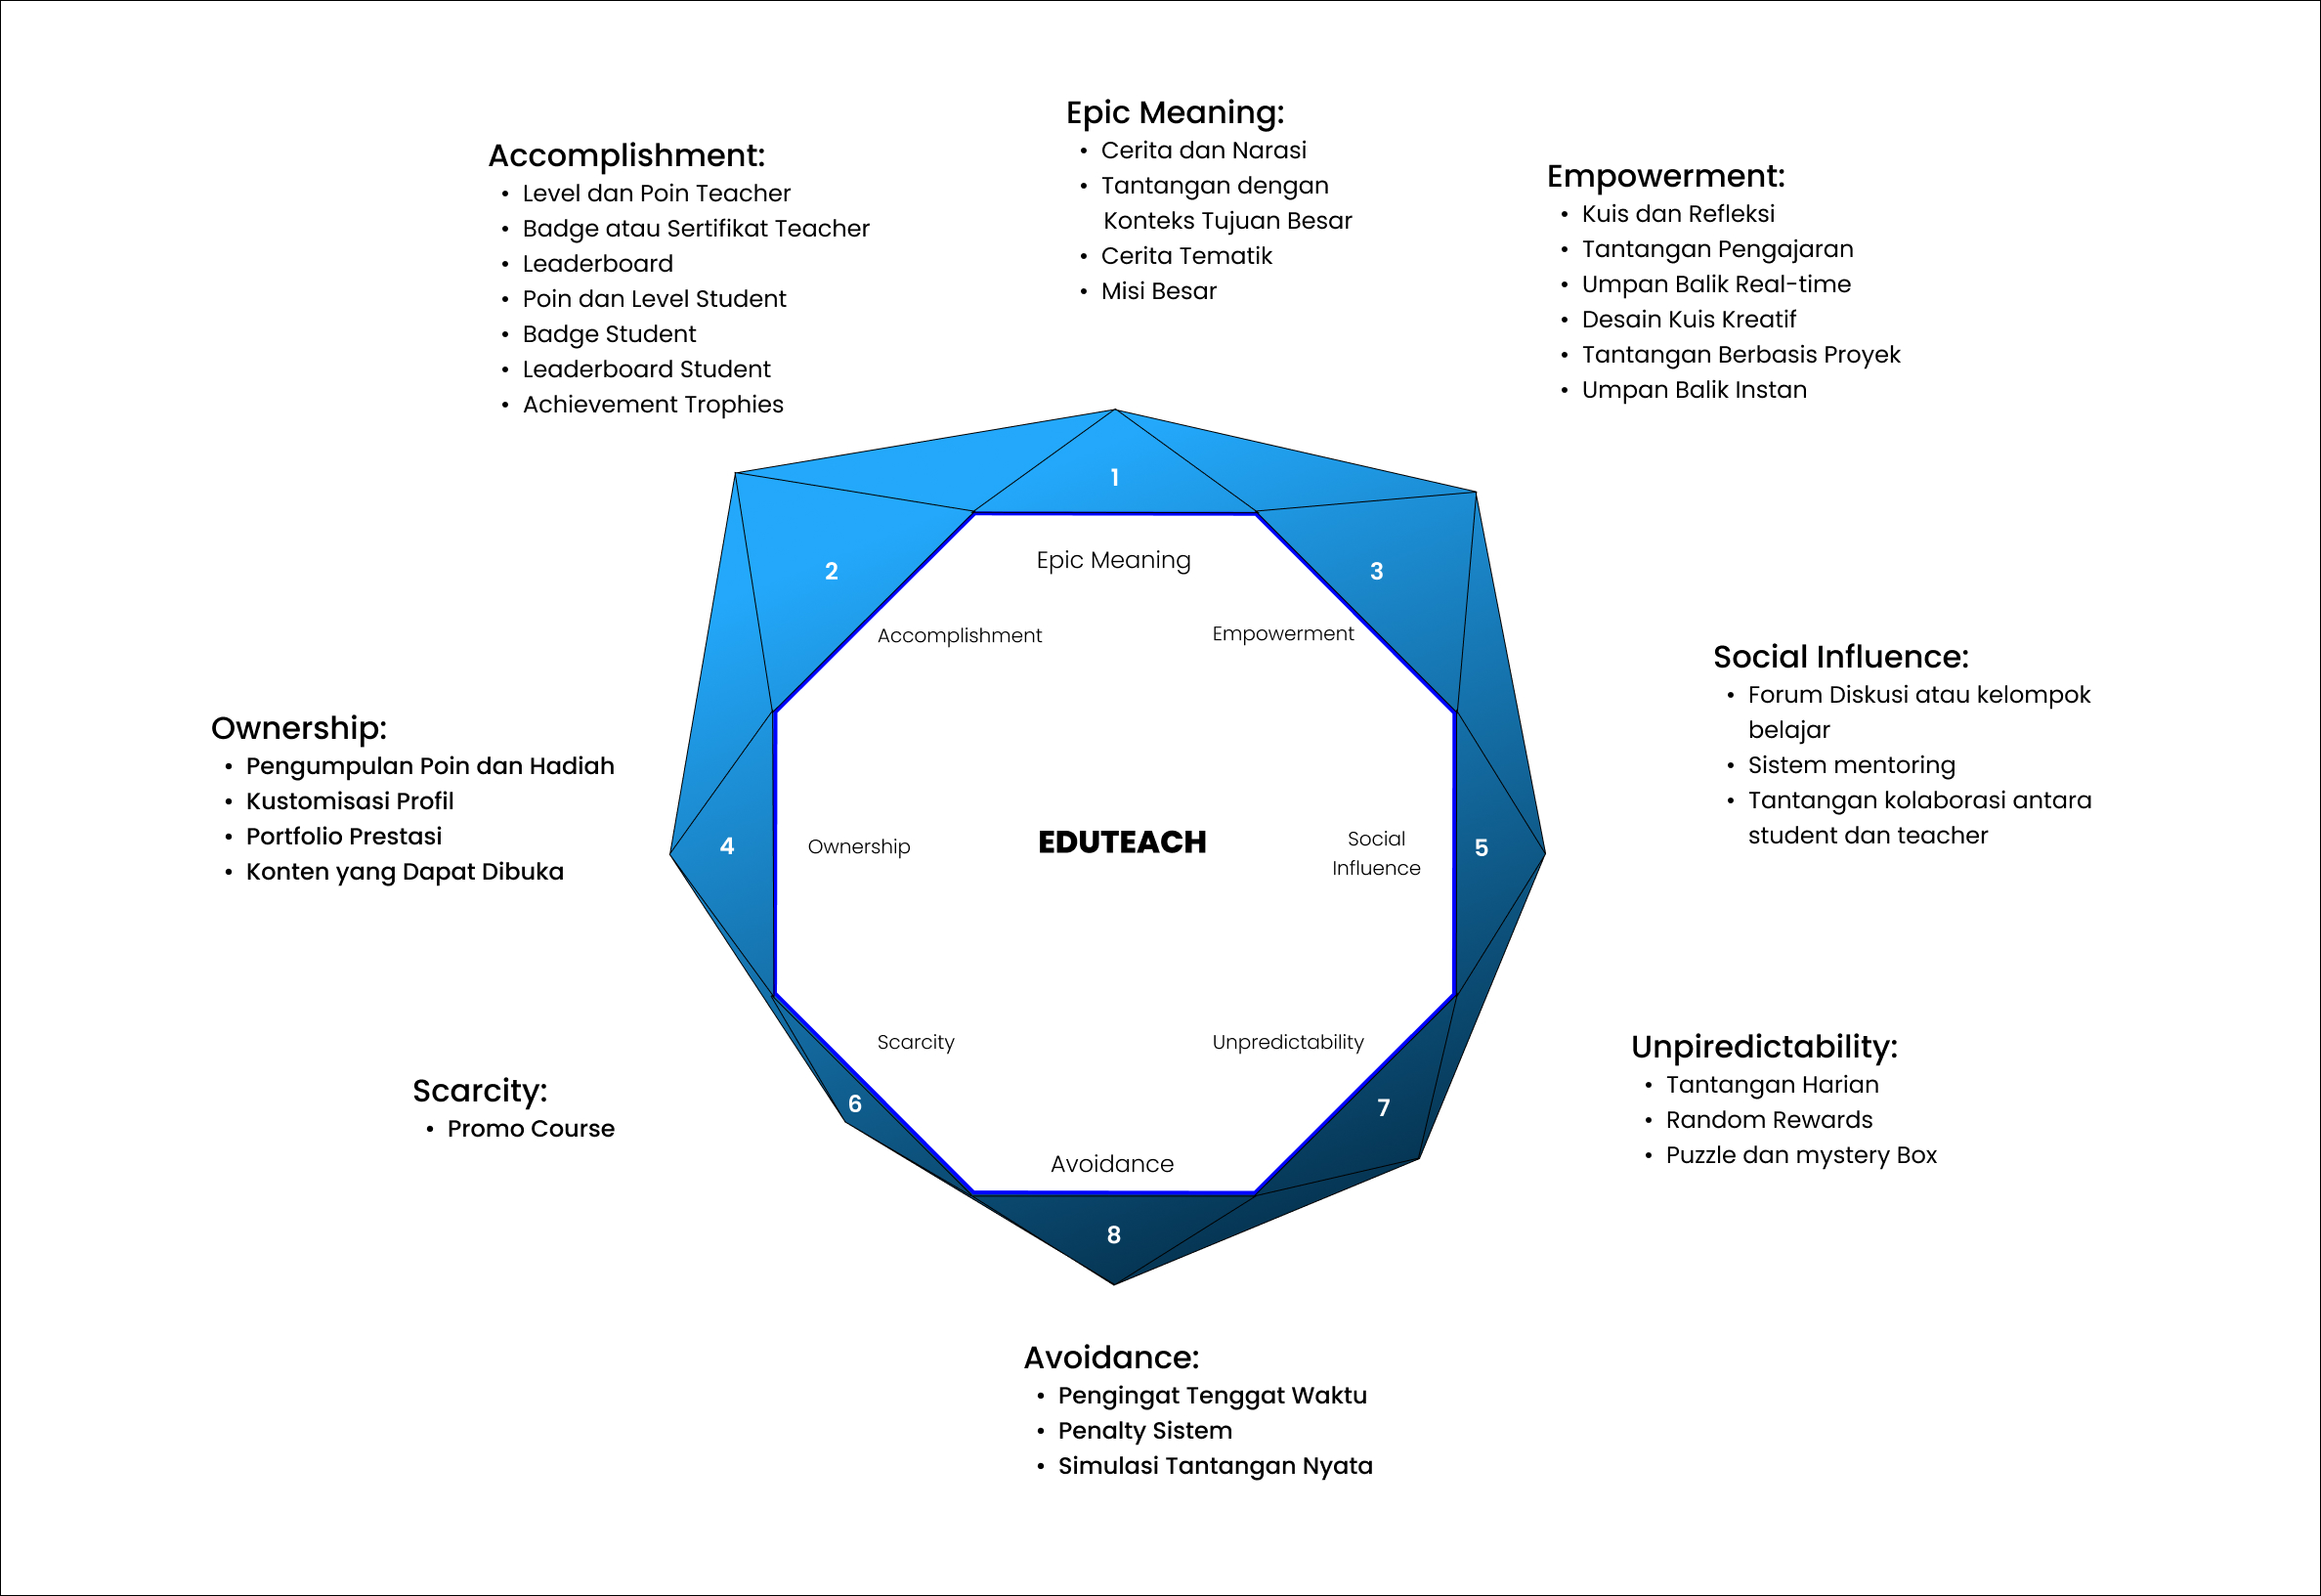 Epic Meaning:
• Cerita dan Narasi
• Tantangan dengan
Konteks Tujuan Besar
• Cerita Tematik
• Misi Besar
Accomplishment:
• Level dan Poin Teacher
• Badge atau Sertifikat Teacher
• Leaderboard
• Poin dan Level Student
• Badge Student
• Leaderboard Student
• Achievement Trophies
Empowerment:
• Kuis dan Refleksi
• Tantangan Pengajaran
• Umpan Balik Real-time
• Desain Kuis Kreatif
• Tantangan Berbasis Proyek
• Umpan Balik Instan
1
Epic Meaning
2
Accomplishment
3
Empowerment
Ownership:
• Pengumpulan Poin dan Hadiah
• Kustomisasi Profil
• Portfolio Prestasi
• Konten yang Dapat Dibuka
4
Ownership
EDUTEACH
Social
Influence
5
Social Influence:
• Forum Diskusi atau kelompok
belajar
• Sistem mentoring
• Tantangan kolaborasi antara
student dan teacher
Scarcity:
• Promo Course
6
Scarcity
Unpredictability
7
Unpiredictability:
• Tantangan Harian
• Random Rewards
• Puzzle dan mystery Box
Avoidance
8
Avoidance:
• Pengingat Tenggat Waktu
• Penalty Sistem
• Simulasi Tantangan Nyata